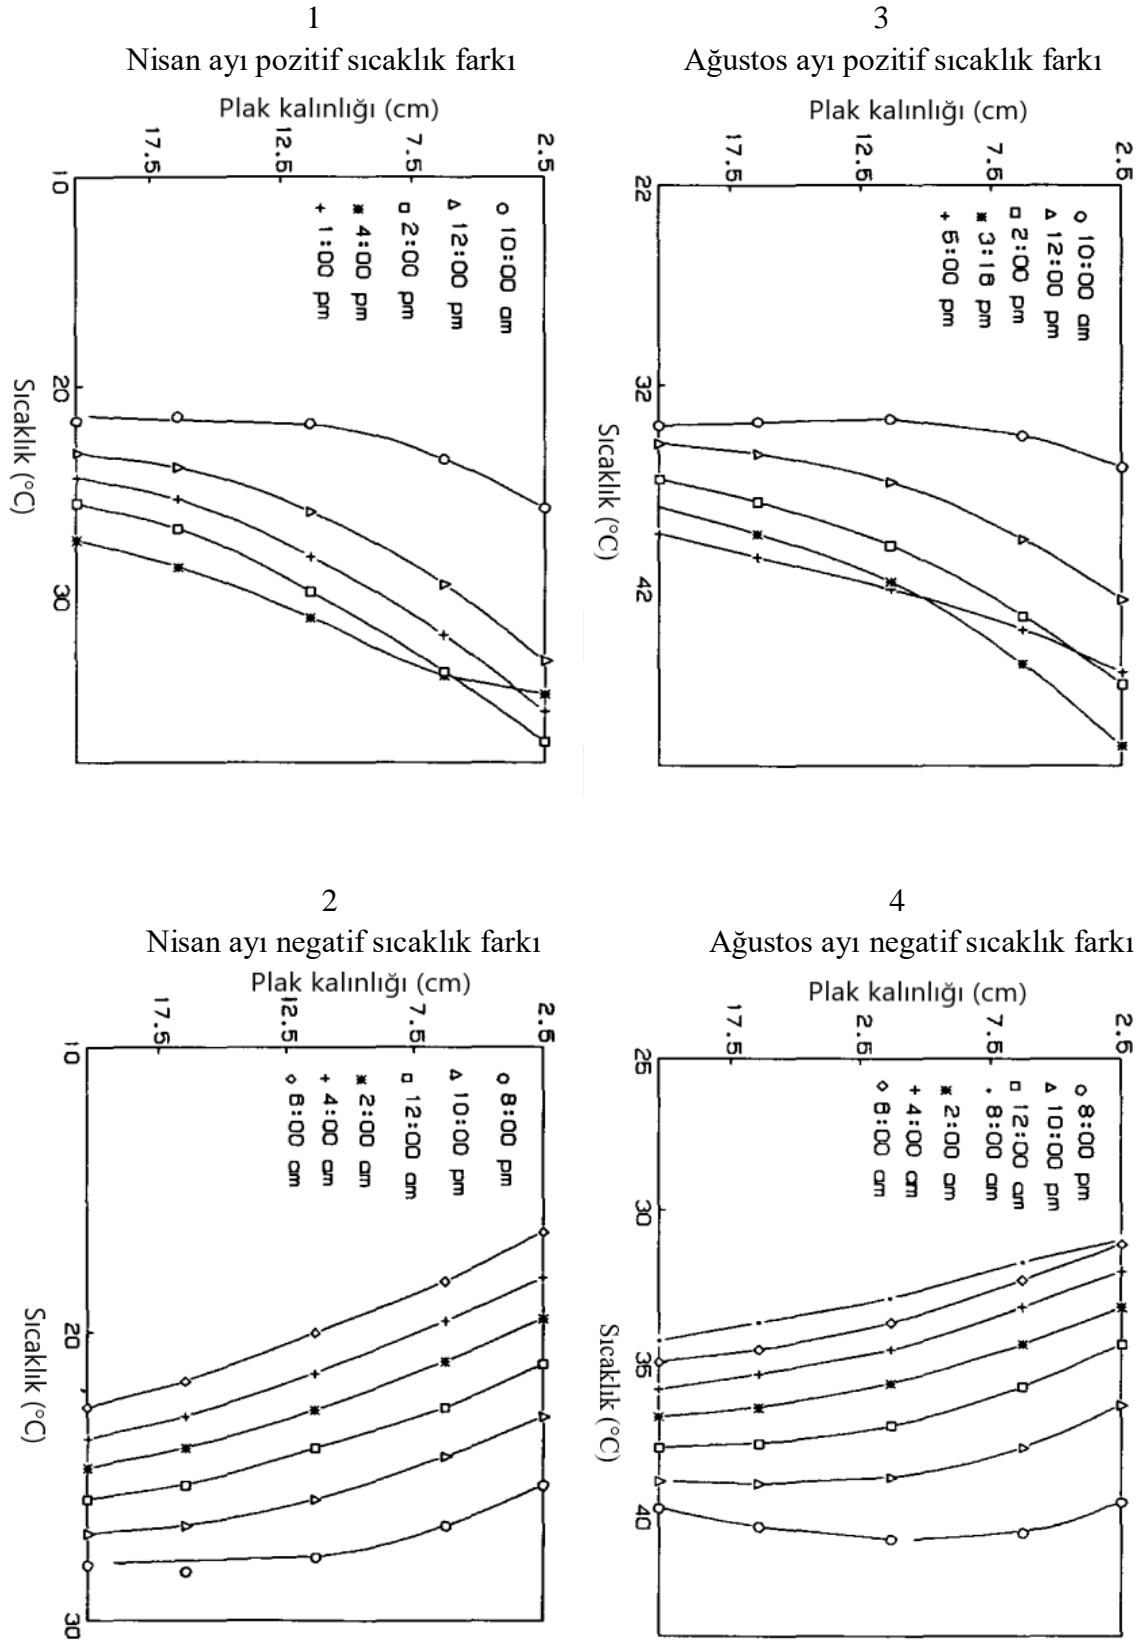 1
Nisan ayı pozitif sıcaklık farkı
Plak kalınlığı (cm)
17.5
12.5
7.5
2.5
10
20
30
Sıcaklık (°C)
10:00 am
12:00 pm
2:00 pm
4:00 pm
1:00 pm
3
Ağustos ayı pozitif sıcaklık farkı
Plak kalınlığı (cm)
17.5
12.5
7.5
2.5
22
32
42
Sıcaklık (°C)
10:00 am
12:00 pm
2:00 pm
3:16 pm
5:00 pm
2
Nisan ayı negatif sıcaklık farkı
Plak kalınlığı (cm)
17.5
12.5
7.5
2.5
10
20
30
Sıcaklık (°C)
8:00 pm
10:00 pm
12:00 am
2:00 am
4:00 am
6:00 am
4
Ağustos ayı negatif sıcaklık farkı
Plak kalınlığı (cm)
17.5
2.5
7.5
2.5
25
30
35
40
Sıcaklık (°C)
8:00 pm
10:00 pm
12:00 am
8:00 am
2:00 am
4:00 am
6:00 am